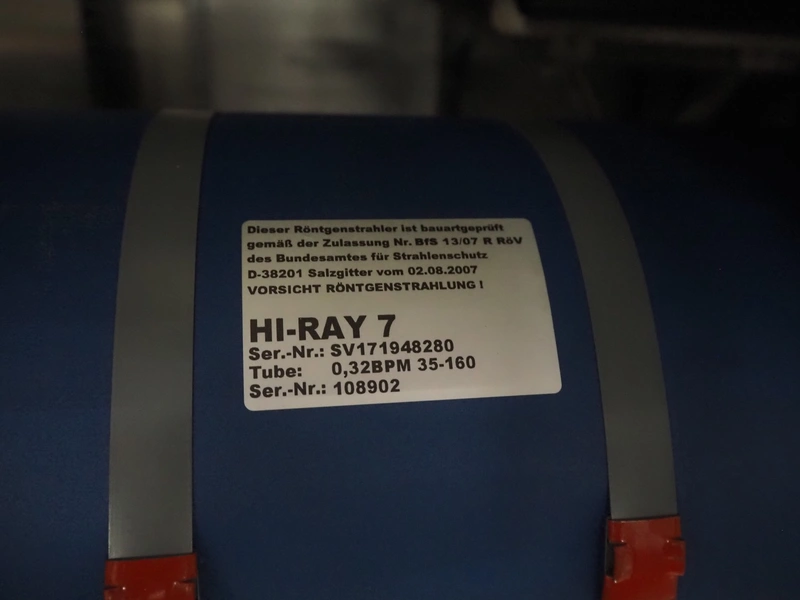 Dieser Röntgenstrahler ist bauartgeprüft
gemäß der Zulassung Nr. BfS 13/07 R RöV
des Bundesamtes für Strahlenschutz
D-38201 Salzgitter vom 02.08.2007
VORSICHT RÖNTGENSTRAHLUNG !
HI-RAY 7
Ser.-Nr.: SV171948280
Tube: 0,32BPM 35-160
Ser.-Nr.: 108902